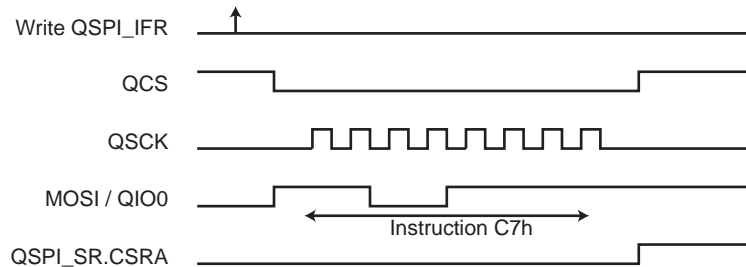 Write QSPI_IFR
QCS
QSCK
MOSI / QIO0
Instruction C7h
QSPI_SR.CSRA